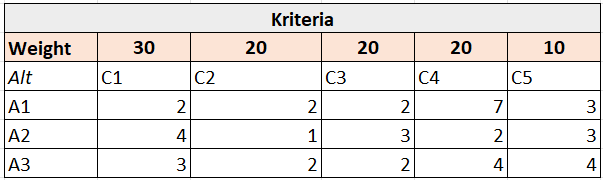 Kriteria
Weight 30 20 20 20 10
Alt C1 C2 C3 C4 C5
A1 2 2 2 7 3
A2 4 1 3 2 3
A3 3 2 2 4 4